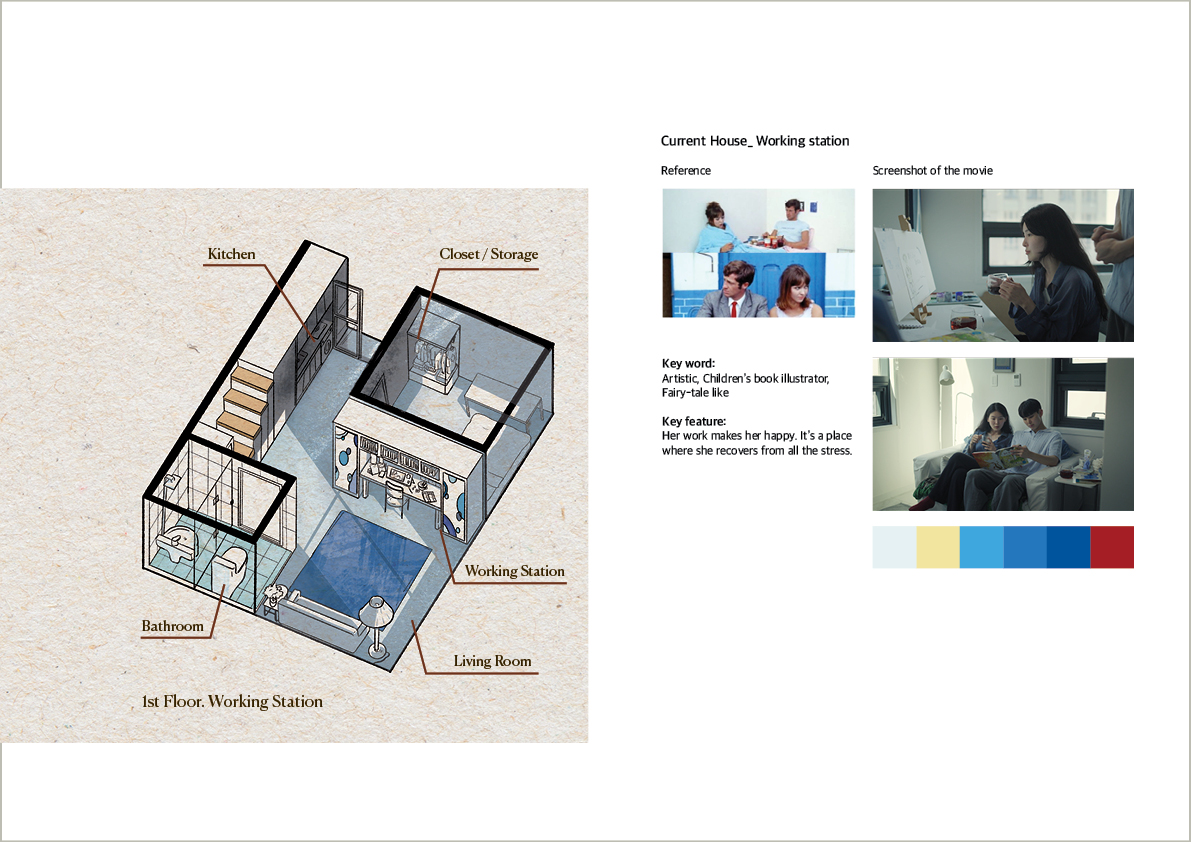 Kitchen
Closet / Storage
Working Station
Bathroom
Living Room
1st Floor. Working Station
Current House_ Working station
Reference
Screenshot of the movie
Key word:
Artistic, Children's book illustrator,
Fairy-tale like
Key feature:
Her work makes her happy. It's a place
where she recovers from all the stress.